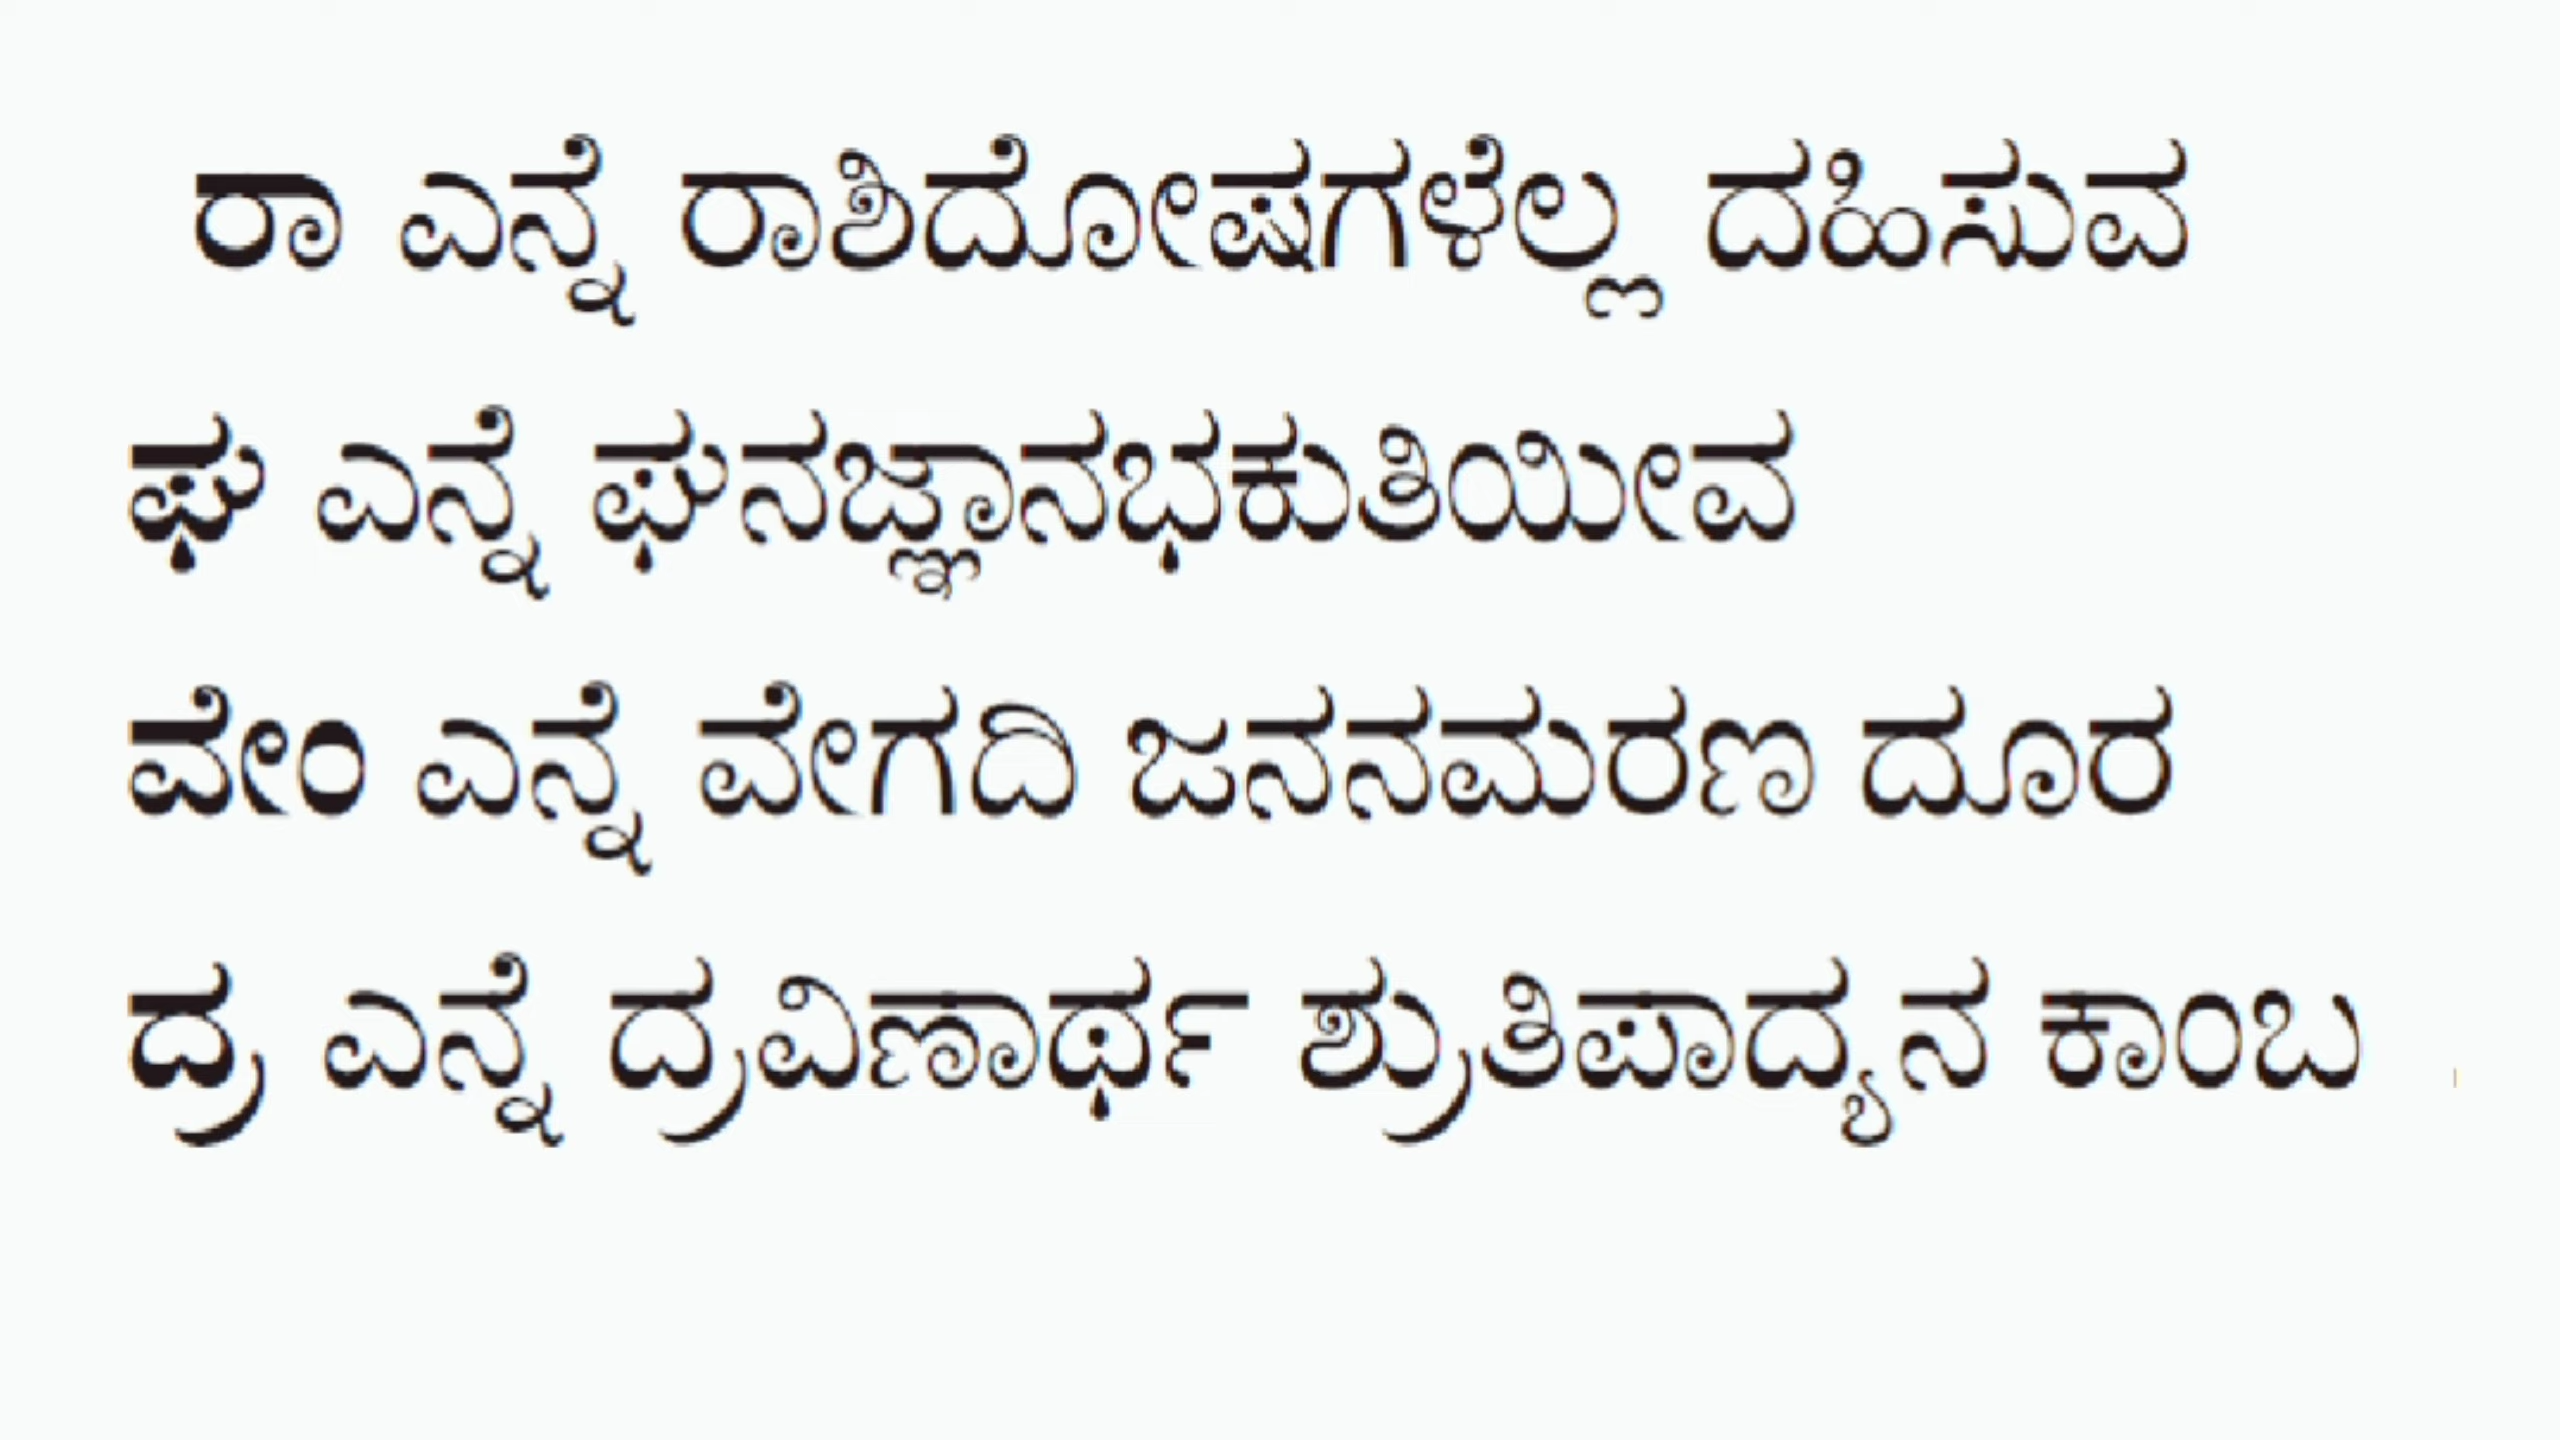 ರಾ ಎನ್ನೆ ರಾಶಿದೋಷಗಳೆಲ್ಲ ದಹಿಸುವ
ಘ ಎನ್ನೆ ಘನಜ್ಞಾನಭಕುತಿಯೀವ
ವೇಂ ಎನ್ನೆ ವೇಗದಿ ಜನನಮರಣ ದೂರ
ದ್ರ ಎನ್ನೆ ದ್ರವಿಣಾರ್ಥ ಶ್ರುತಿಪಾದ್ಯನ ಕಾಂಬ